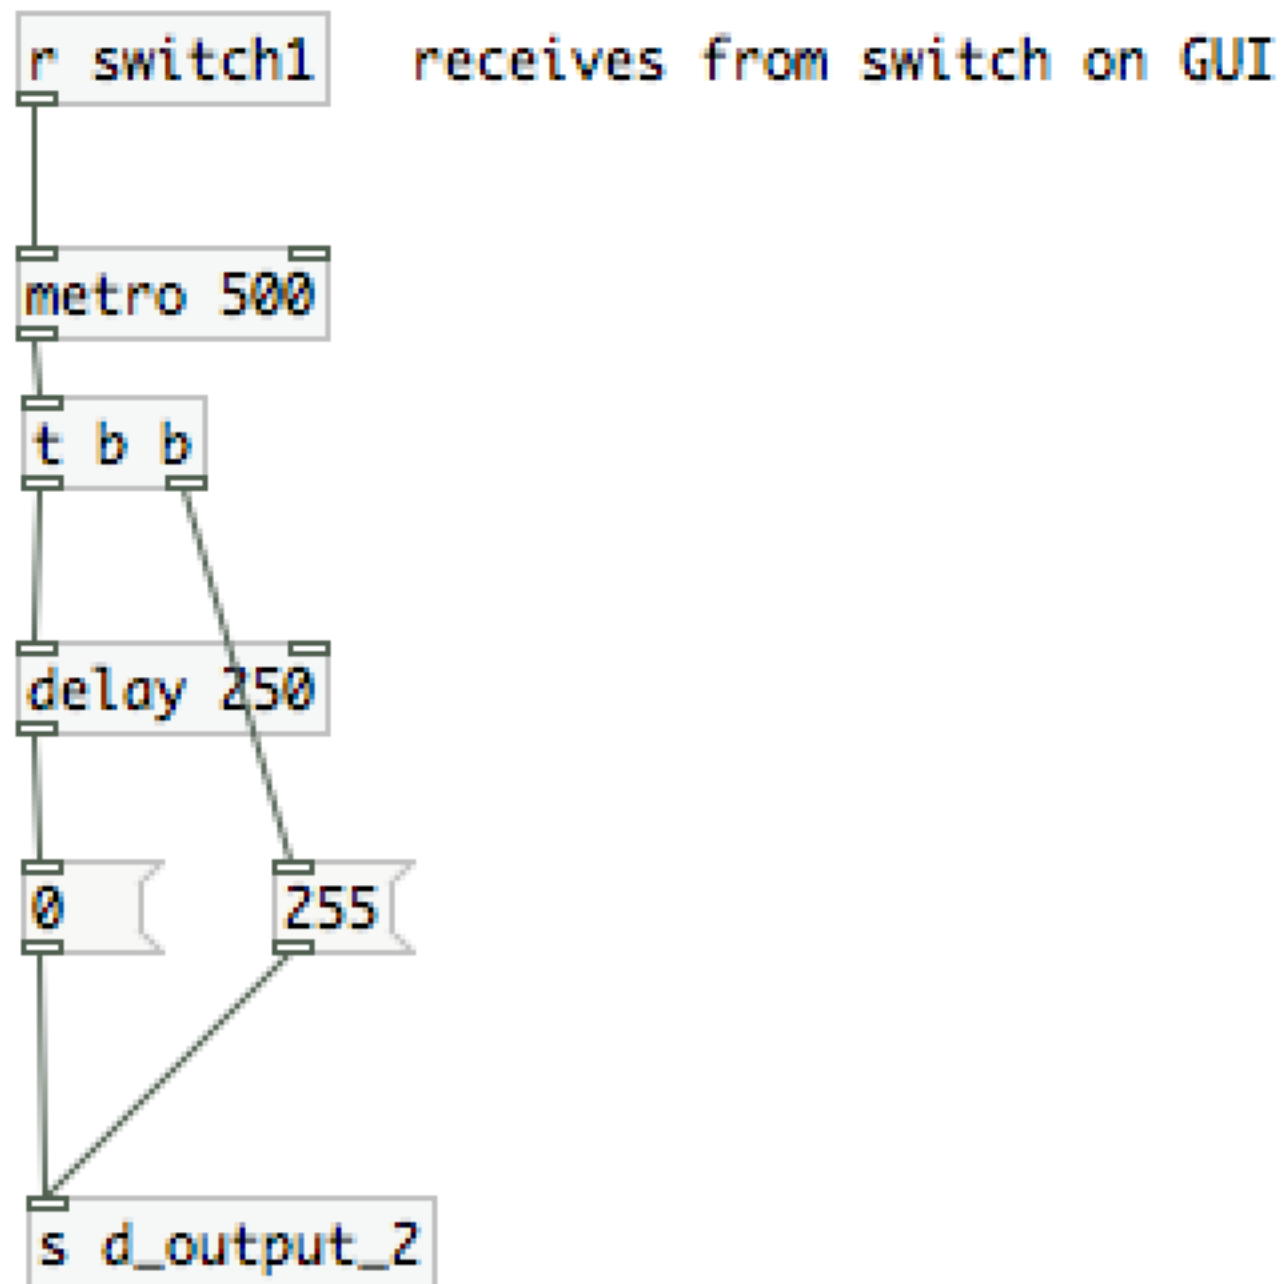 r switch1 receives from switch on GUI
metro 500
t b b
delay 250
0 255
s d_output_2